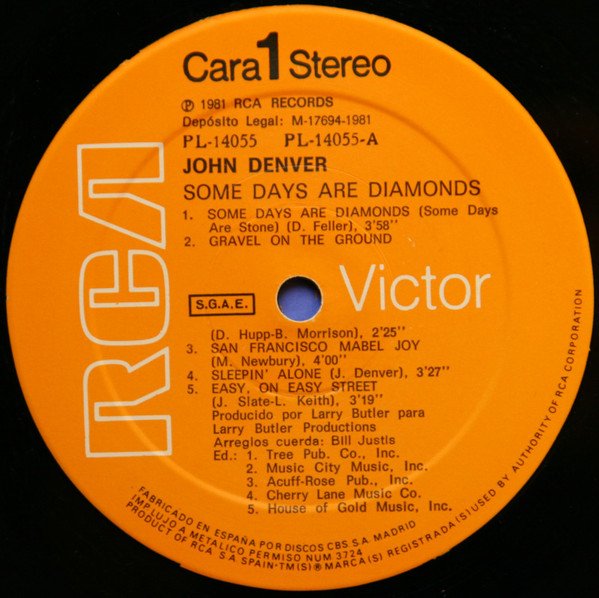 Cara 1 Stereo
℗ 1981 RCA RECORDS
Depósito Legal: M-17694-1981
PL-14055 PL-14055-A
JOHN DENVER
SOME DAYS ARE DIAMONDS
1. SOME DAYS ARE DIAMONDS (Some Days
Are Stone) (D. Feller), 3'58''
2. GRAVEL ON THE GROUND
RCA
S.G.A.E.
Victor
(D. Hupp-B. Morrison), 2'25''
3. SAN FRANCISCO MABEL JOY
(M. Newbury), 4'00''
4. SLEEPIN' ALONE (J. Denver), 3'27''
5. EASY, ON EASY STREET
(J. Slate-L. Keith), 3'19''
Producido por Larry Butler para
Larry Butler Productions
Arreglos cuerda: Bill Justis
Ed.: 1. Tree Pub. Co., Inc.
2. Music City Music, Inc.
3. Acuff-Rose Pub., Inc.
4. Cherry Lane Music Co.
5. House of Gold Music, Inc.
FABRICADO EN ESPAÑA POR DISCOS CBS S.A. MADRID
IMP LUJO A METALICO PERMISO NUM 3724
PRODUCT OF RCA S.A. SPAIN·TM(S)® MARCA(S) REGISTRADA(S) USED BY AUTHORITY OF RCA CORPORATION